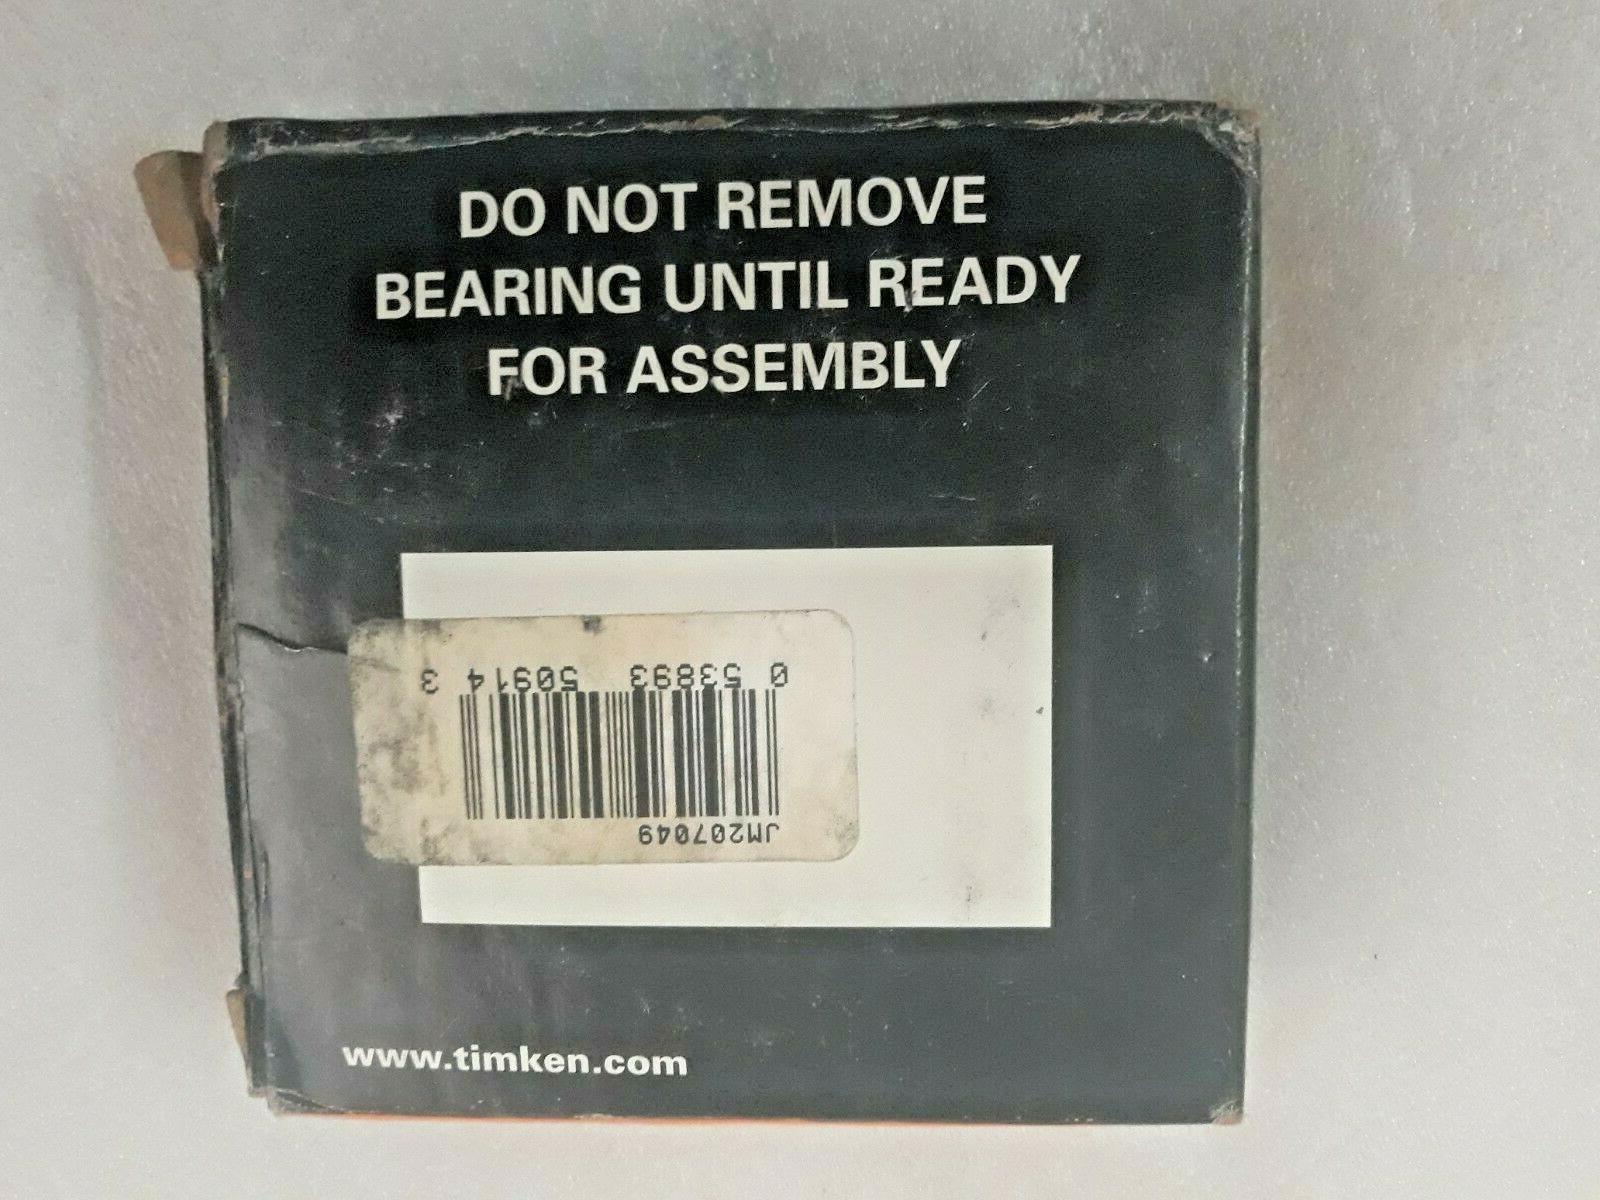 DO NOT REMOVE
BEARING UNTIL READY
FOR ASSEMBLY
JM207049
0 53893 50914 3
www.timken.com